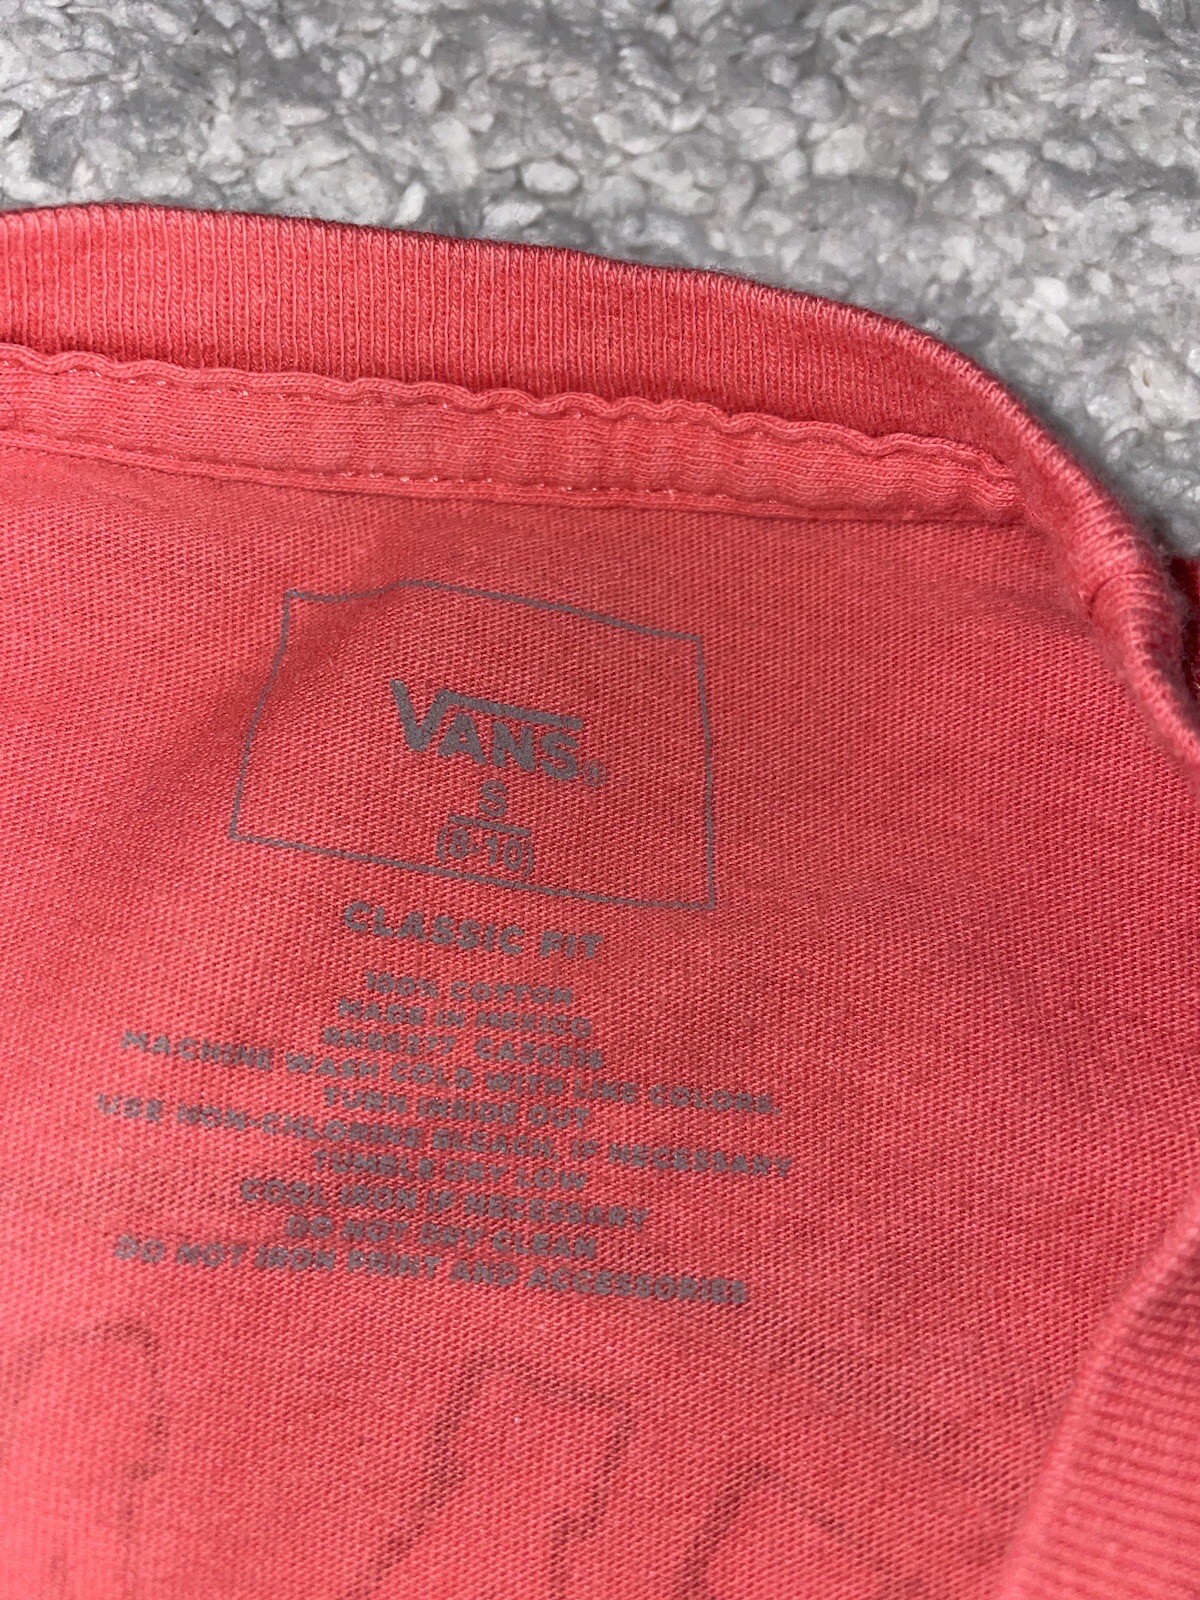 VANS®
S
(8-10)
CLASSIC FIT
100% COTTON
MADE IN MEXICO
RN95277 CA30516
MACHINE WASH COLD WITH LIKE COLORS.
TURN INSIDE OUT
USE NON-CHLORINE BLEACH, IF NECESSARY
TUMBLE DRY LOW
COOL IRON IF NECESSARY
DO NOT DRY CLEAN
DO NOT IRON PRINT AND ACCESSORIES